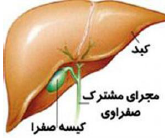 کبد
مجرای مشترک
صفراوی
کیسه صفرا